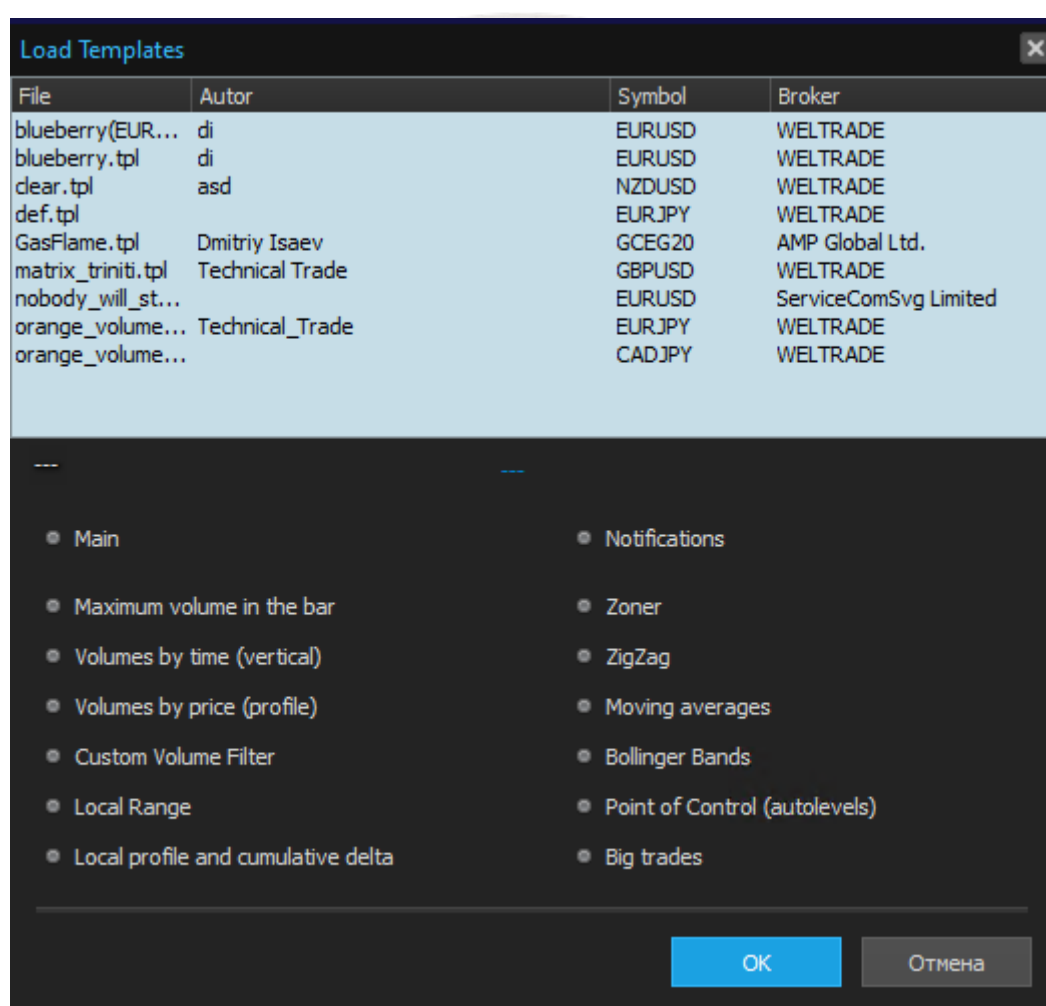 Load Templates
File Autor Symbol Broker
blueberry(EUR... di EURUSD WELTRADE
blueberry.tpl di EURUSD WELTRADE
clear.tpl asd NZDUSD WELTRADE
def.tpl EURJPY WELTRADE
GasFlame.tpl Dmitriy Isaev GCEG20 AMP Global Ltd.
matrix_triniti.tpl Technical Trade GBPUSD WELTRADE
nobody_will_st... EURUSD ServiceComSvg Limited
orange_volume... Technical_Trade EURJPY WELTRADE
orange_volume... CADJPY WELTRADE
--- ---
Main Notifications
Maximum volume in the bar Zoner
Volumes by time (vertical) ZigZag
Volumes by price (profile) Moving averages
Custom Volume Filter Bollinger Bands
Local Range Point of Control (autolevels)
Local profile and cumulative delta Big trades
OK Отмена